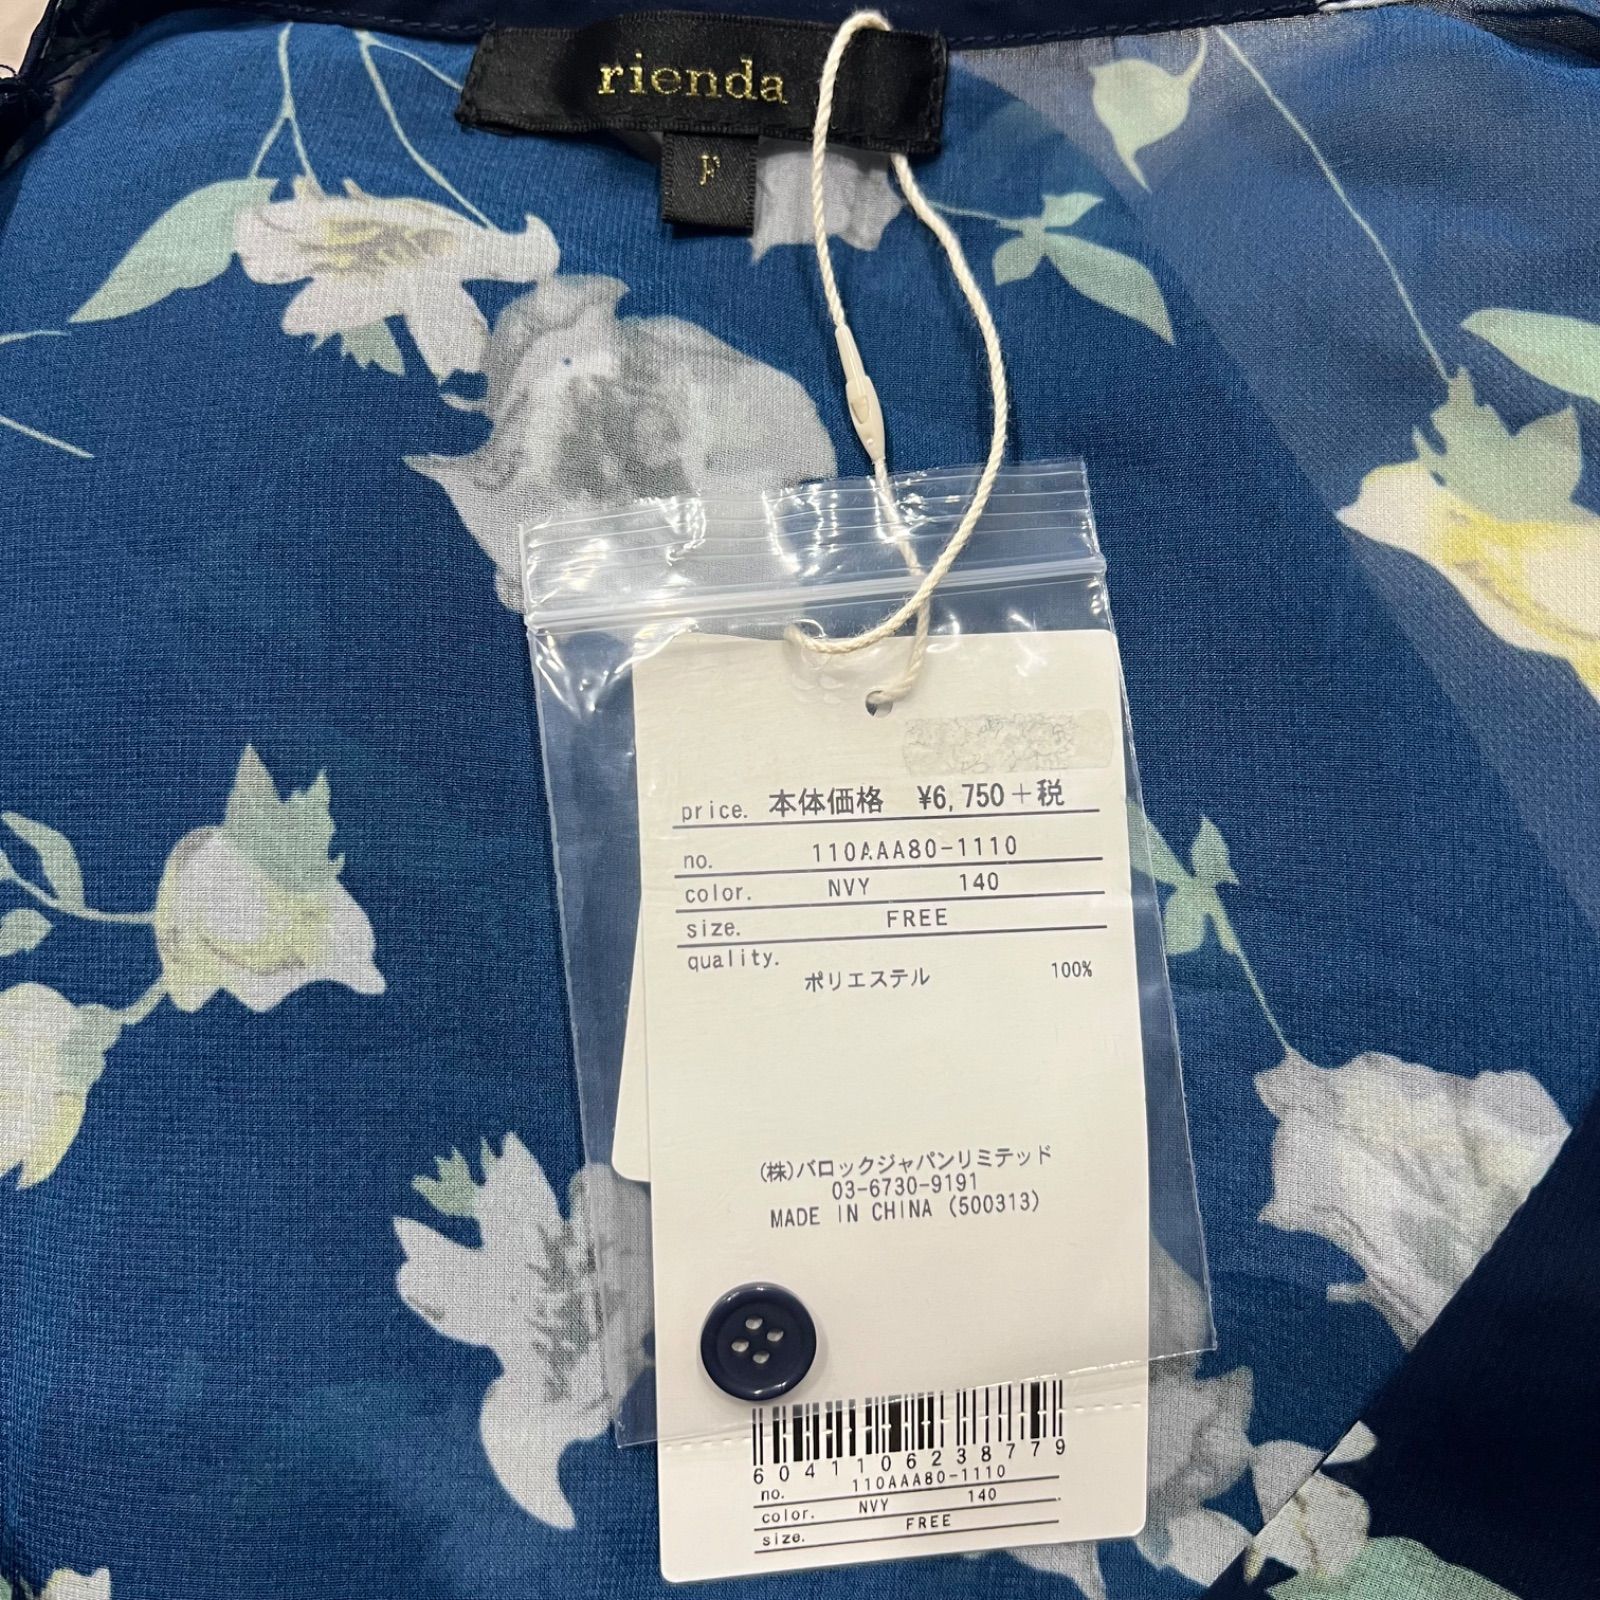 rienda
F
price. 本体価格 ¥6,750+税
no. 110AAA80-1110
color. NVY 140
size. FREE
quality.
ポリエステル 100%
(株)バロックジャパンリミテッド
03-6730-9191
MADE IN CHINA (500313)
6041106238779
no. 110AAA80-1110
color. NVY 140
size. FREE